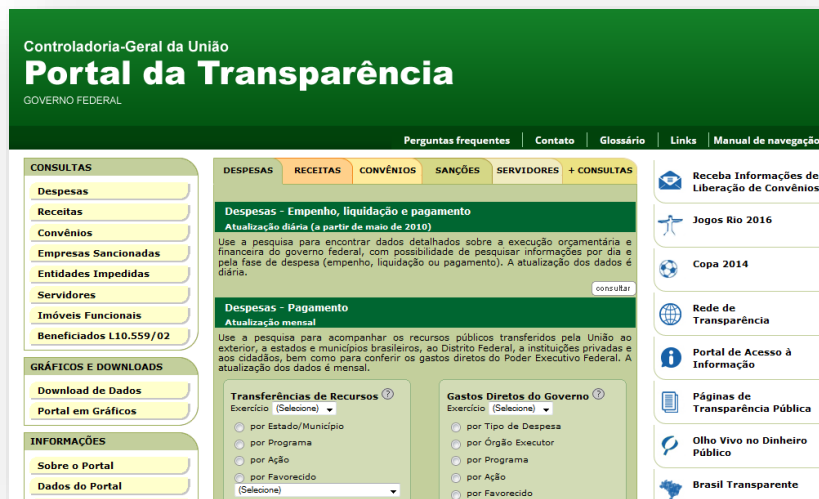 Controladoria-Geral da União
Portal da Transparência
GOVERNO FEDERAL
Perguntas frequentes
Contato
Glossário
Links
Manual de navegação
CONSULTAS
Despesas
Receitas
Convênios
Empresas Sancionadas
Entidades Impedidas
Servidores
Imóveis Funcionais
Beneficiados L10.559/02
GRÁFICOS E DOWNLOADS
Download de Dados
Portal em Gráficos
INFORMAÇÕES
Sobre o Portal
Dados do Portal
DESPESAS
RECEITAS
CONVÊNIOS
SANÇÕES
SERVIDORES
+ CONSULTAS
Despesas - Empenho, liquidação e pagamento
Atualização diária (a partir de maio de 2010)
Use a pesquisa para encontrar dados detalhados sobre a execução orçamentária e
financeira do governo federal, com possibilidade de pesquisar informações por dia e
pela fase de despesa (empenho, liquidação ou pagamento). A atualização dos dados é
diária.
consultar
Despesas - Pagamento
Atualização mensal
Use a pesquisa para acompanhar os recursos públicos transferidos pela União ao
exterior, a estados e municípios brasileiros, ao Distrito Federal, a instituições privadas e
aos cidadãos, bem como para conferir os gastos diretos do Poder Executivo Federal. A
atualização dos dados é mensal.
Transferências de Recursos ?
Exercício (Selecione)
por Estado/Município
por Programa
por Ação
por Favorecido
(Selecione)
Gastos Diretos do Governo ?
Exercício (Selecione)
por Tipo de Despesa
por Órgão Executor
por Programa
por Ação
por Favorecido
Receba Informações de
Liberação de Convênios
Jogos Rio 2016
Copa 2014
Rede de
Transparência
Portal de Acesso à
Informação
Páginas de
Transparência Pública
Olho Vivo no Dinheiro
Público
Brasil Transparente